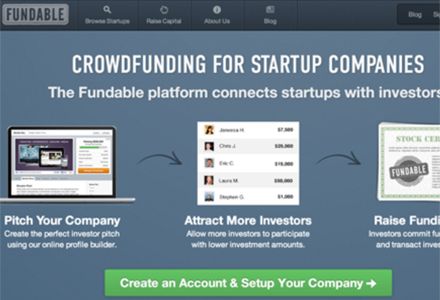 FUNDABLE
Browse Startups
Raise Capital
About Us
Blog
Blog
CROWDFUNDING FOR STARTUP COMPANIES
The Fundable platform connects startups with investors
Jessica H. $7,500
Chris J. $25,000
Eric C. $15,000
Laura M. $50,000
Stephen G. $1,000
STOCK CER
FUNDABLE
Pitch Your Company
Create the perfect investor pitch
using our online profile builder.
Attract More Investors
Allow more investors to participate
with lower investment amounts.
Raise Fundi
Investors commit fu
and transact invest
Create an Account & Setup Your Company →